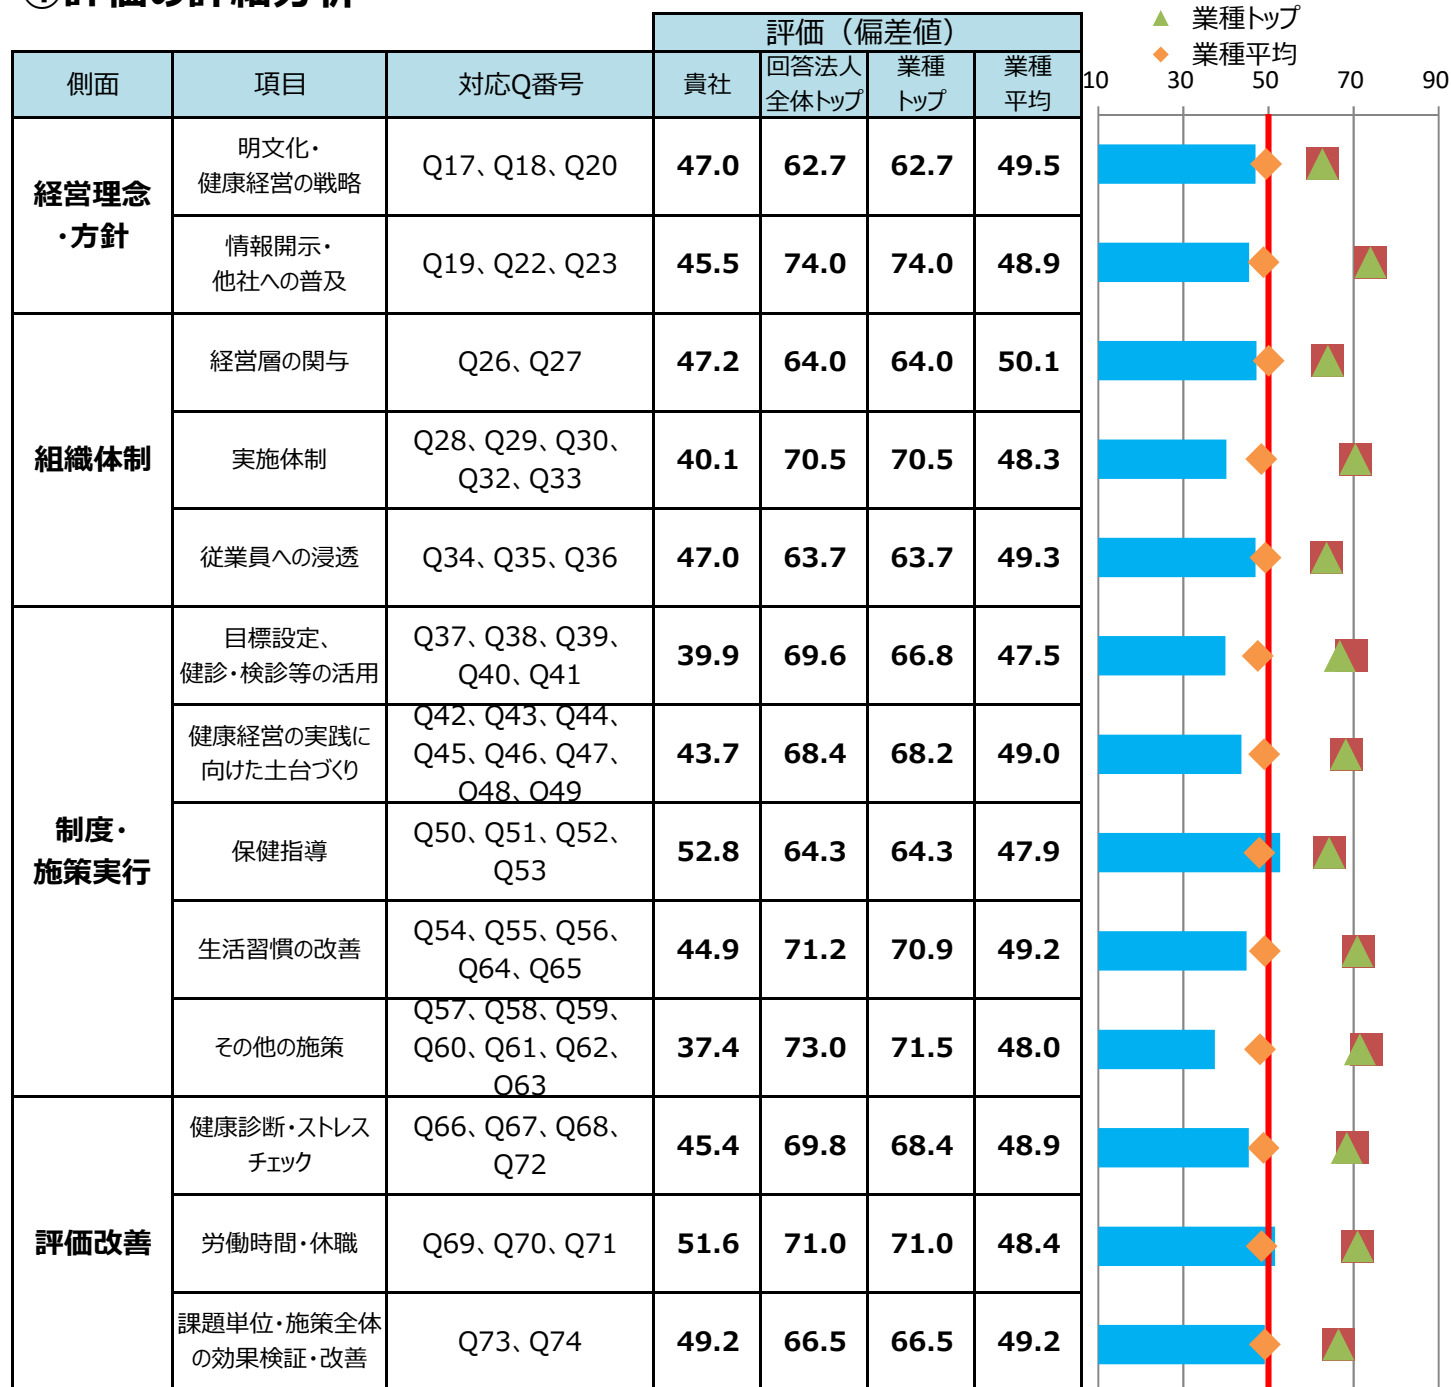 ①評価の詳細分析
▲ 業種トップ
◆ 業種平均
評価（偏差値）
側面 項目 対応Q番号 貴社 回答法人全体トップ 業種トップ 業種平均
10 30 50 70 90
経営理念・方針
明文化・
健康経営の戦略
Q17、Q18、Q20
47.0 62.7 62.7 49.5
情報開示・
他社への普及
Q19、Q22、Q23
45.5 74.0 74.0 48.9
組織体制
経営層の関与
Q26、Q27
47.2 64.0 64.0 50.1
実施体制
Q28、Q29、Q30、
Q32、Q33
40.1 70.5 70.5 48.3
従業員への浸透
Q34、Q35、Q36
47.0 63.7 63.7 49.3
制度・
施策実行
目標設定、
健診・検診等の活用
Q37、Q38、Q39、
Q40、Q41
39.9 69.6 66.8 47.5
健康経営の実践に
向けた土台づくり
Q42、Q43、Q44、
Q45、Q46、Q47、
Q48、Q49
43.7 68.4 68.2 49.0
保健指導
Q50、Q51、Q52、
Q53
52.8 64.3 64.3 47.9
生活習慣の改善
Q54、Q55、Q56、
Q64、Q65
44.9 71.2 70.9 49.2
その他の施策
Q57、Q58、Q59、
Q60、Q61、Q62、
Q63
37.4 73.0 71.5 48.0
評価改善
健康診断・ストレス
チェック
Q66、Q67、Q68、
Q72
45.4 69.8 68.4 48.9
労働時間・休職
Q69、Q70、Q71
51.6 71.0 71.0 48.4
課題単位・施策全体
の効果検証・改善
Q73、Q74
49.2 66.5 66.5 49.2